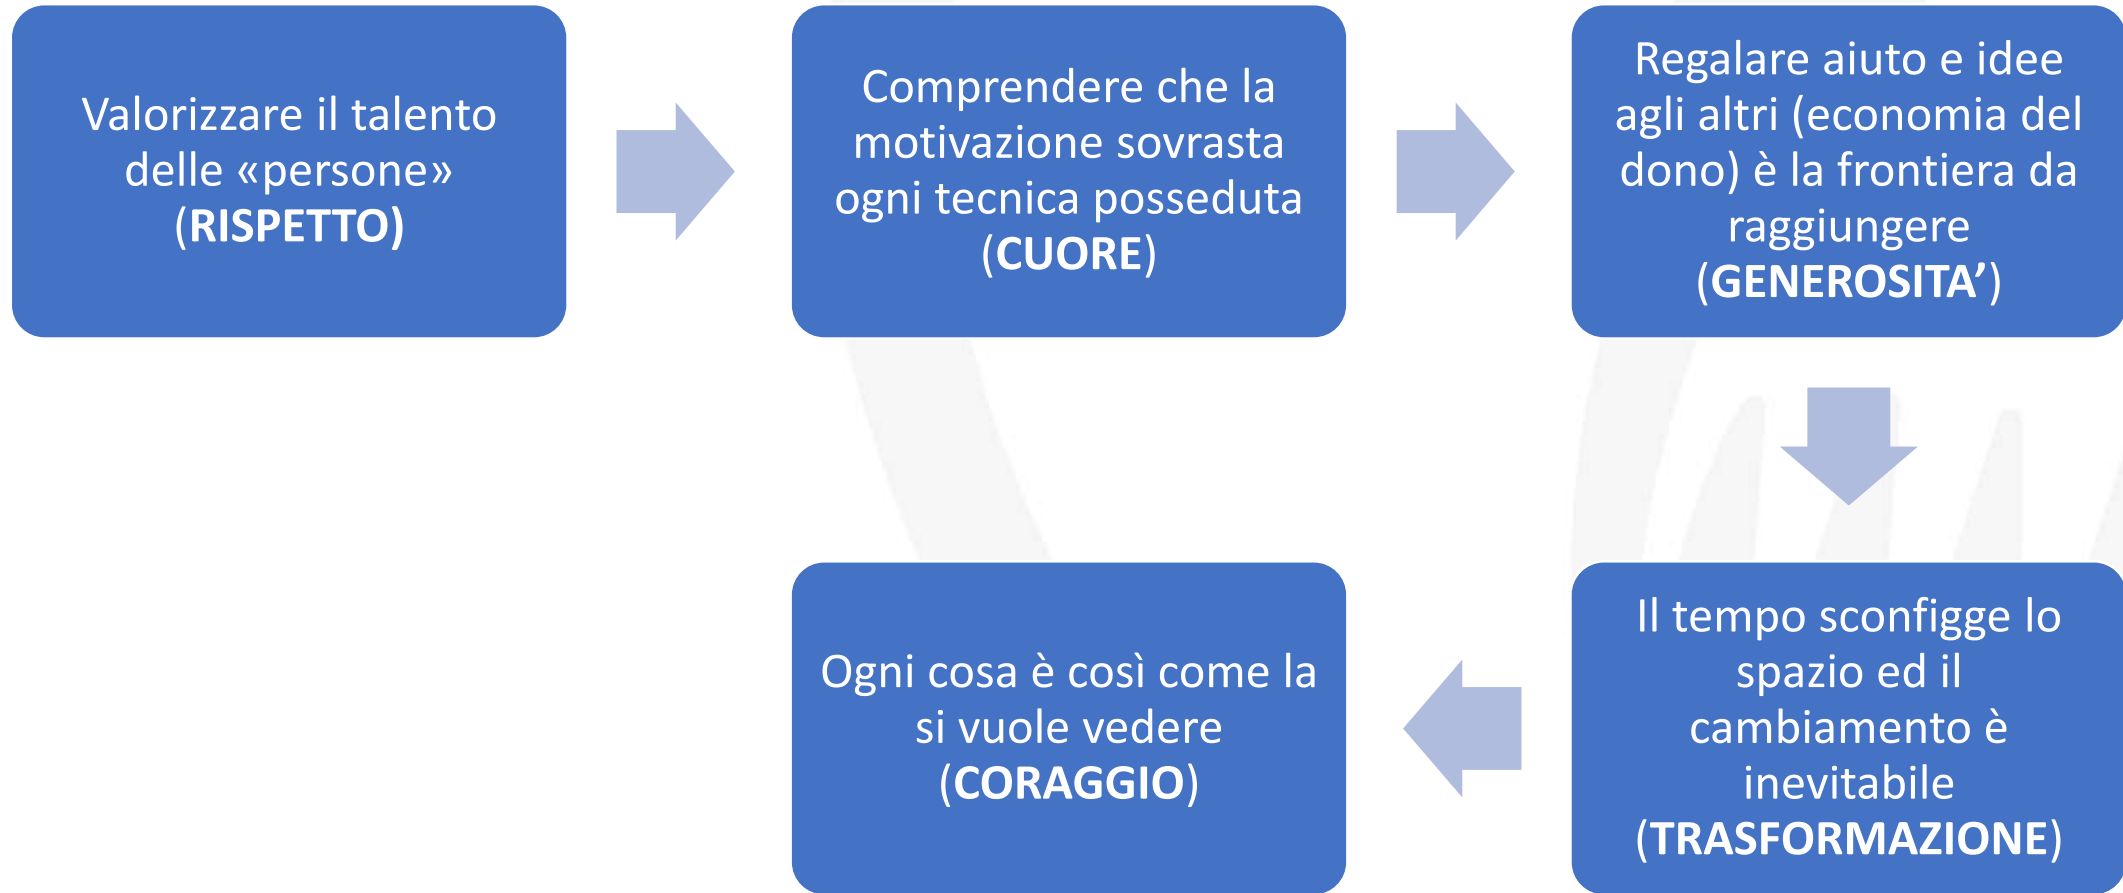 Valorizzare il talento
delle «persone»
(RISPETTO)
Comprendere che la
motivazione sovrasta
ogni tecnica posseduta
(CUORE)
Regalare aiuto e idee
agli altri (economia del
dono) è la frontiera da
raggiungere
(GENEROSITA’)
Il tempo sconfigge lo
spazio ed il
cambiamento è
inevitabile
(TRASFORMAZIONE)
Ogni cosa è così come la
si vuole vedere
(CORAGGIO)